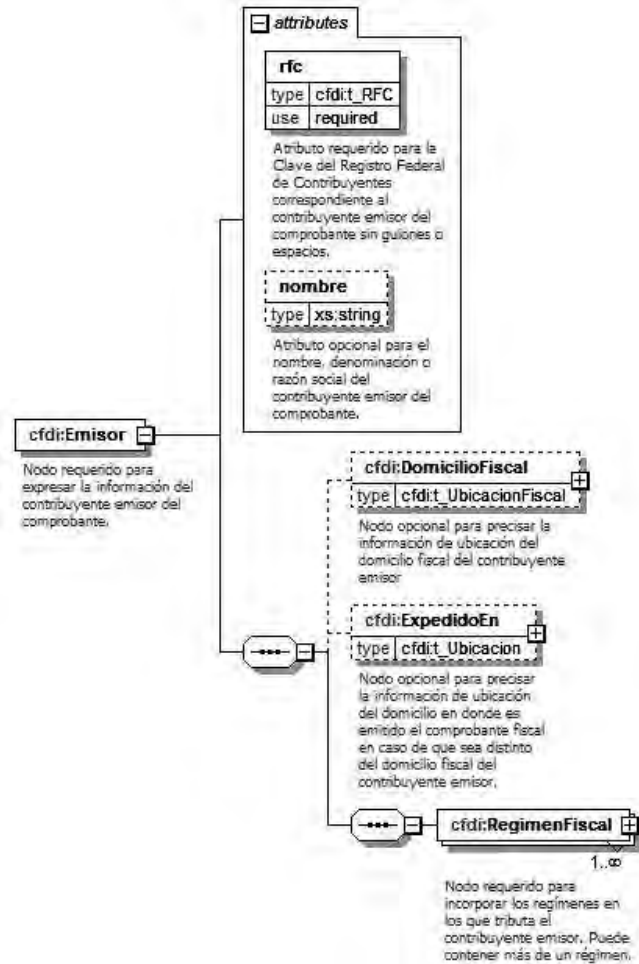 attributes
rfc
type cfdi:t_RFC
use required
Atributo requerido para la
Clave del Registro Federal
de Contribuyentes
correspondiente al
contribuyente emisor del
comprobante sin guiones o
espacios.
nombre
type xs:string
Atributo opcional para el
nombre, denominación o
razón social del
contribuyente emisor del
comprobante.
cfdi:Emisor
Nodo requerido para
expresar la información del
contribuyente emisor del
comprobante.
cfdi:DomicilioFiscal
type cfdi:t_UbicacionFiscal
Nodo opcional para precisar la
información de ubicación del
domicilio fiscal del contribuyente
emisor
cfdi:ExpedidoEn
type cfdi:t_Ubicacion
Nodo opcional para precisar
la información de ubicación
del domicilio en donde es
emitido el comprobante fiscal
en caso de que sea distinto
del domicilio fiscal del
contribuyente emisor.
cfdi:RegimenFiscal
1..∞
Nodo requerido para
incorporar los regímenes en
los que tributa el
contribuyente emisor. Puede
contener más de un régimen.